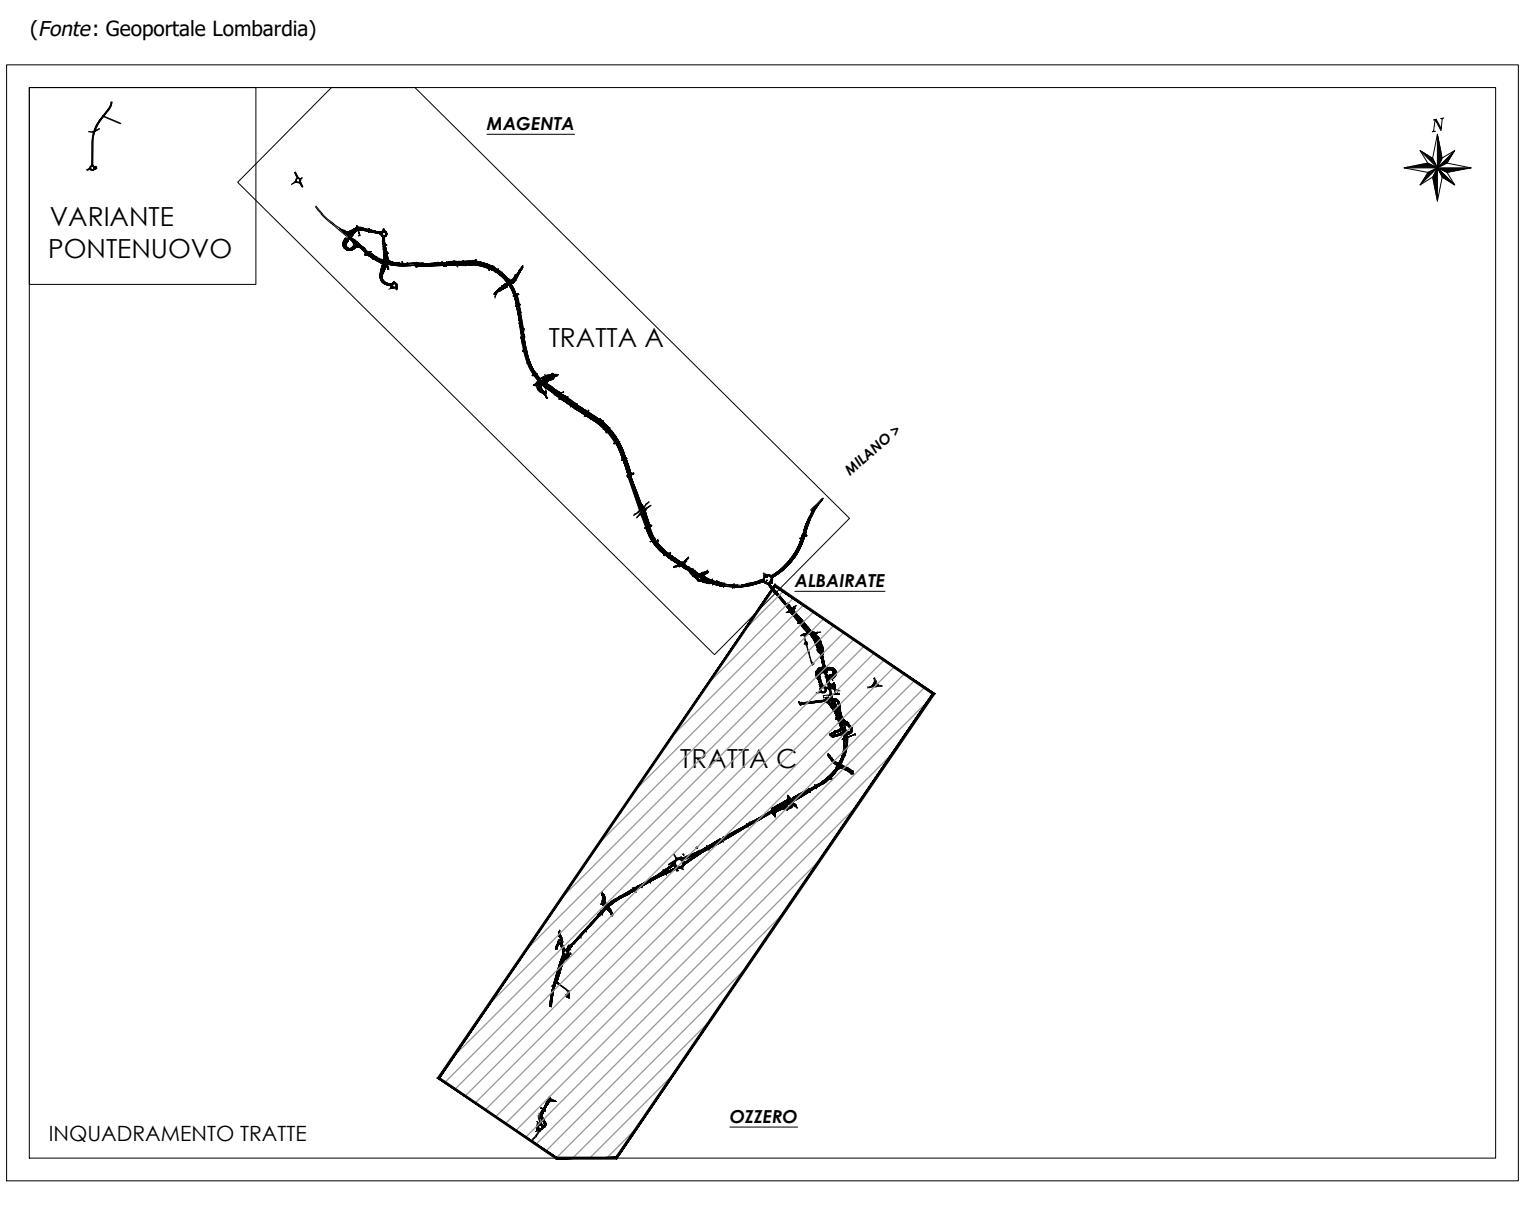 (Fonte: Geoportale Lombardia)
MAGENTA
N
VARIANTE
PONTENUOVO
TRATTA A
MILANO >
ALBAIRATE
TRATTA C
OZZERO
INQUADRAMENTO TRATTE